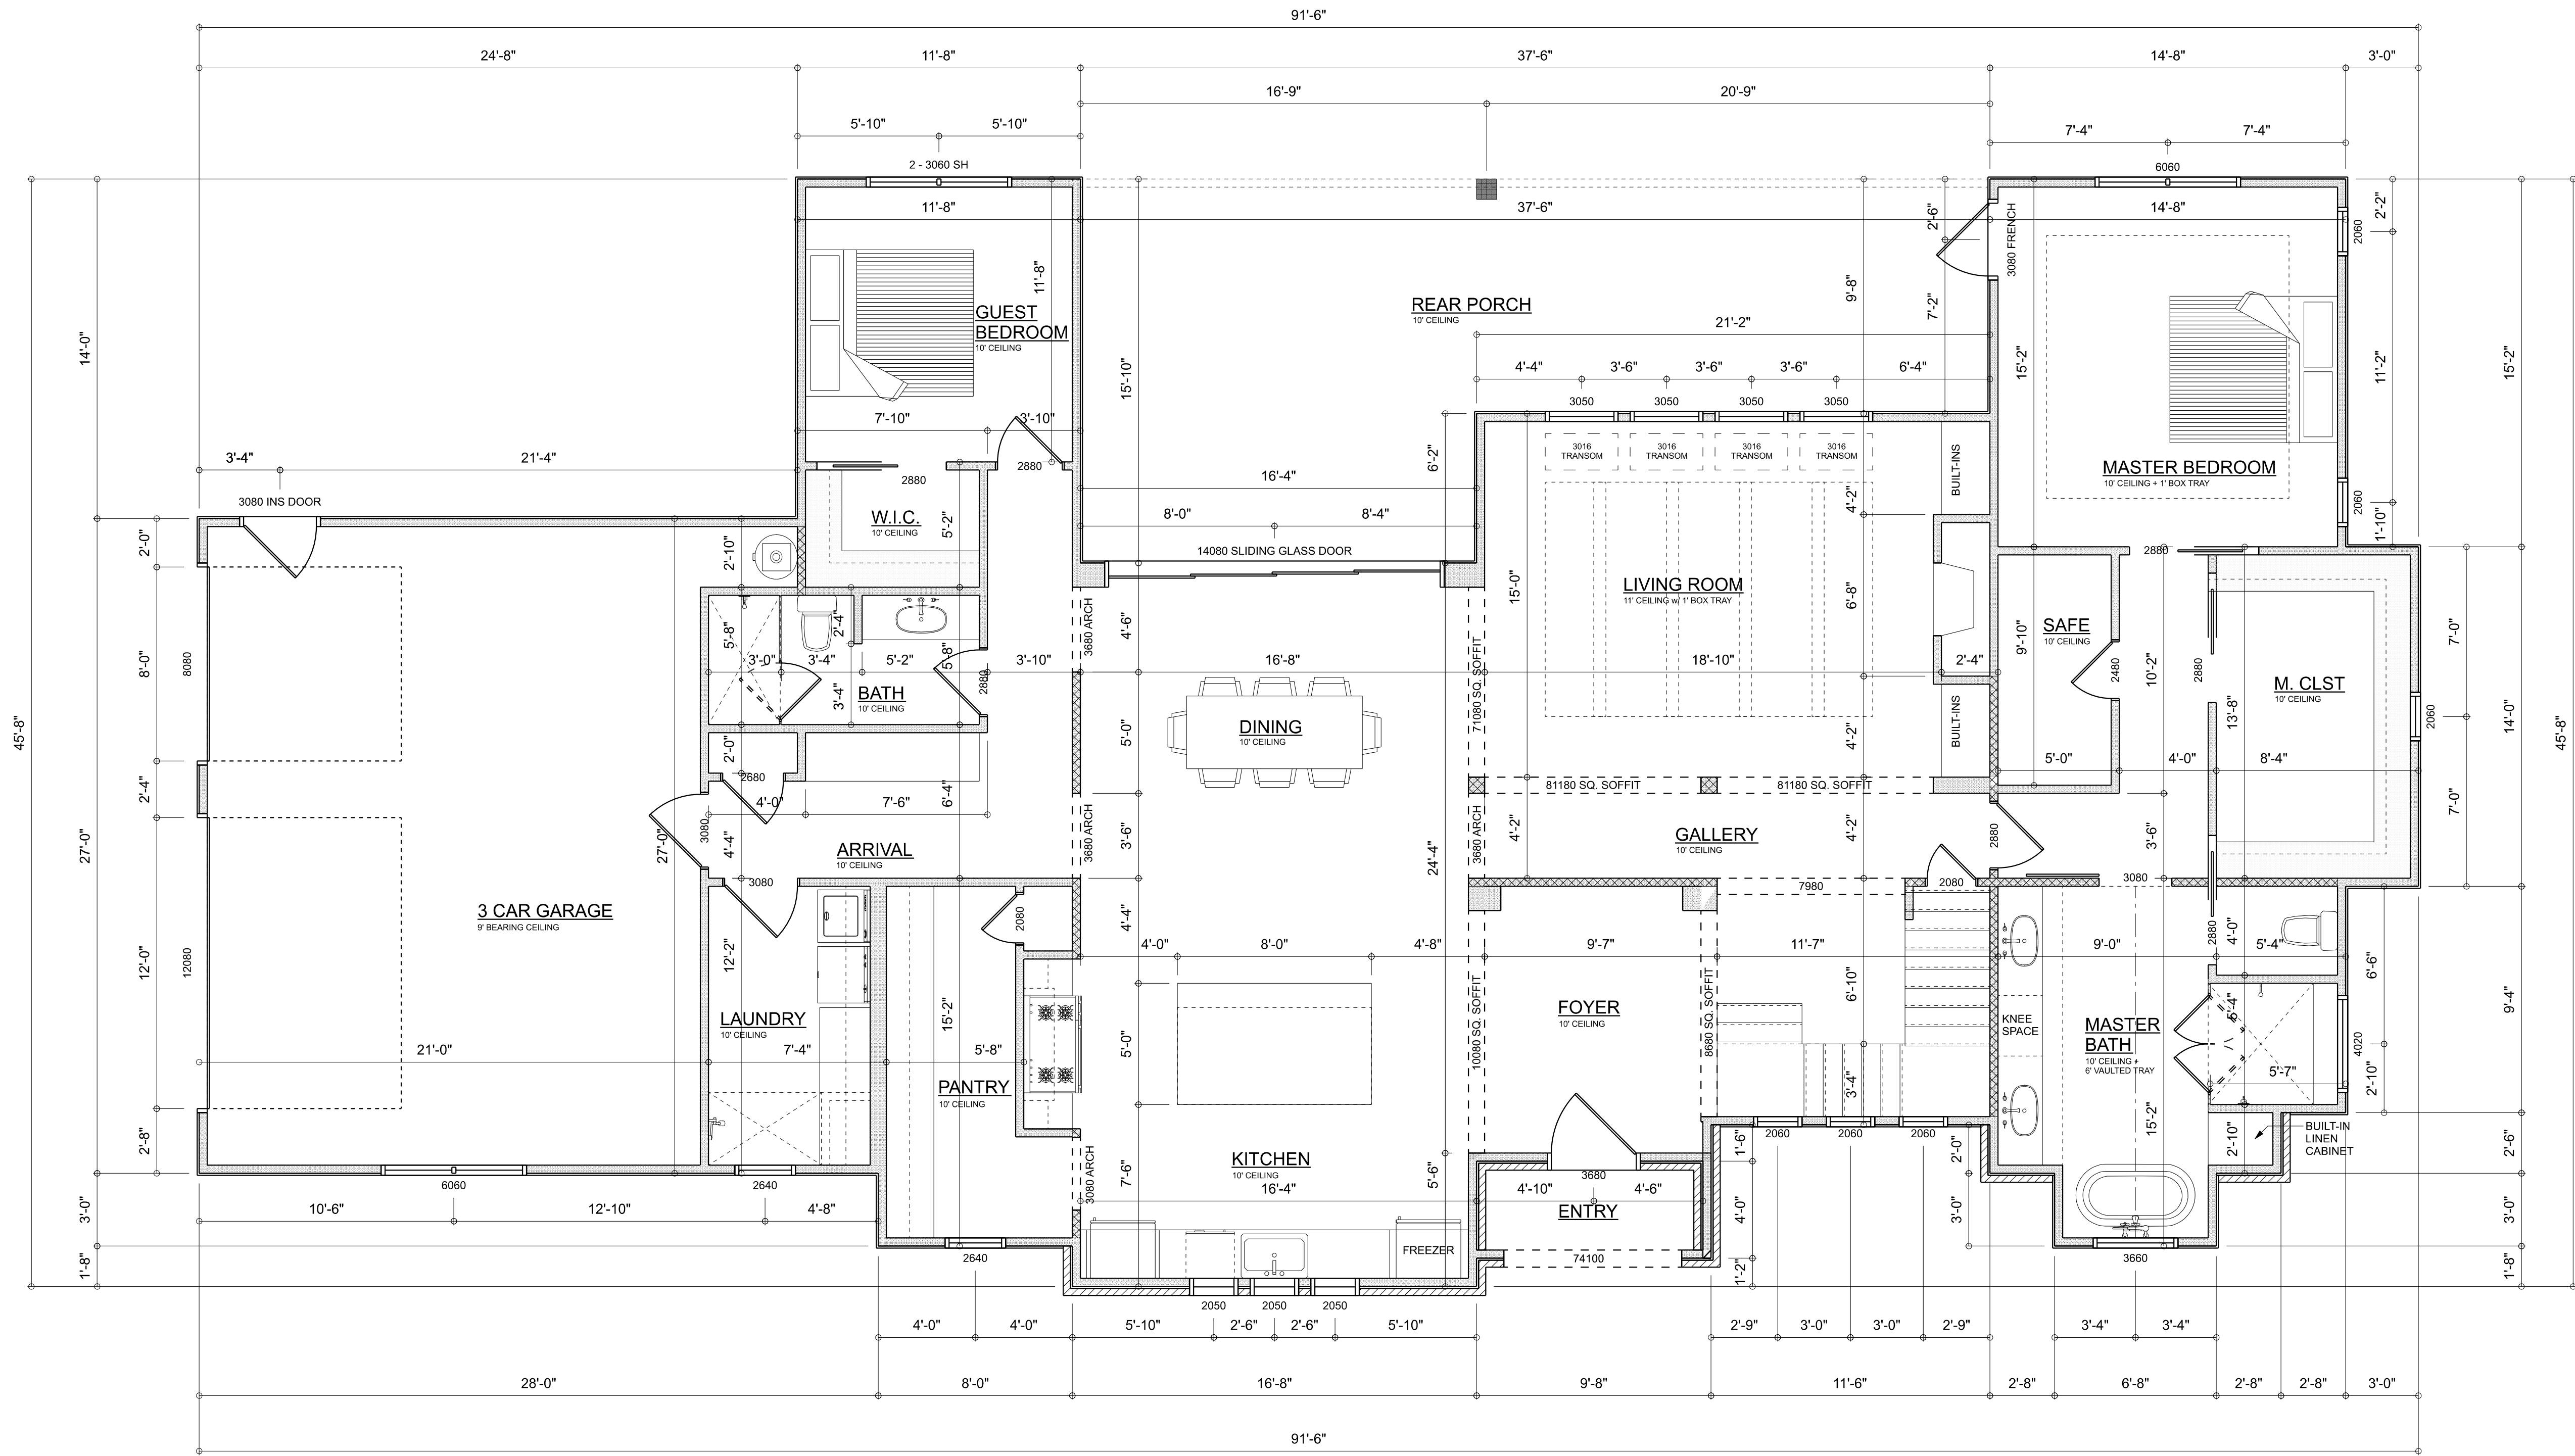 91'-6"
24'-8" 11'-8" 37'-6" 14'-8" 3'-0"
16'-9" 20'-9"
5'-10" 5'-10" 7'-4" 7'-4"
2 - 3060 SH 6060
11'-8" 37'-6" 14'-8"
2'-6" 3080 FRENCH 2'-2" 2060
11'-8" 9'-8" 7'-2"
GUEST
BEDROOM
10' CEILING
REAR PORCH
10' CEILING
21'-2"
14'-0" 15'-10" 15'-2" 11'-2" 15'-2"
4'-4" 3'-6" 3'-6" 3'-6" 6'-4"
3050 3050 3050 3050
7'-10" 3'-10"
3'-4" 21'-4"
2880 2880
6'-2"
3016
TRANSOM
3016
TRANSOM
3016
TRANSOM
3016
TRANSOM
BUILT-INS
MASTER BEDROOM
10' CEILING + 1' BOX TRAY
16'-4"
3080 INS DOOR
4'-2" 2060 1'-10"
W.I.C.
10' CEILING
5'-2"
8'-0" 8'-4"
14080 SLIDING GLASS DOOR
2'-0" 2'-10" 2880
LIVING ROOM
11' CEILING w/ 1' BOX TRAY
15'-0" 6'-8"
SAFE
10' CEILING
9'-10"
8'-0" 8080
5'-8" 2'-4" 5'-8"
3680 ARCH 4'-6"
71080 SQ. SOFFIT
3'-0" 3'-4" 5'-2" 3'-10" 16'-8" 18'-10" 2'-4"
2480 10'-2" 2880 7'-0"
BATH
10' CEILING
3'-4" 2880
M. CLST
10' CEILING
13'-8" 2060 14'-0"
DINING
10' CEILING
5'-0"
BUILT-INS
4'-2"
45'-8" 45'-8"
2'-0" 2680
5'-0" 4'-0" 8'-4"
81180 SQ. SOFFIT 81180 SQ. SOFFIT
2'-4" 4'-0" 7'-6" 6'-4"
7'-0"
27'-0" 27'-0" 3080 4'-4"
ARRIVAL
10' CEILING
3680 ARCH 3'-6" 24'-4"
3680 ARCH 4'-2"
GALLERY
10' CEILING
4'-2" 2880 3'-6"
3080 7980 2080 3080
3 CAR GARAGE
9' BEARING CEILING
2080 4'-4"
12'-0" 12080 12'-2"
4'-0" 8'-0" 4'-8" 9'-7" 11'-7" 9'-0" 2880 4'-0" 5'-4"
6'-6"
LAUNDRY
10' CEILING
15'-2"
FOYER
10' CEILING
10080 SQ. SOFFIT
8680 SQ. SOFFIT
6'-10"
KNEE
SPACE
MASTER
BATH
10' CEILING +
6' VAULTED TRAY
5'-4" 9'-4"
21'-0" 7'-4" 5'-8" 5'-0"
4020
5'-7"
2'-10"
PANTRY
10' CEILING
3'-4"
15'-2"
2'-8" 1'-6" 2060 2060 2060 2'-0" 2'-10"
BUILT-IN
LINEN
CABINET
2'-6"
KITCHEN
10' CEILING
3080 ARCH 7'-6" 5'-6"
3680
6060 2640
16'-4" 4'-10" 4'-6"
10'-6" 12'-10" 4'-8"
ENTRY
3'-0" 4'-0" 3'-0" 3'-0"
FREEZER
2640 74100 3660
1'-8" 1'-2" 1'-8"
2050 2050 2050
4'-0" 4'-0" 5'-10" 2'-6" 2'-6" 5'-10" 2'-9" 3'-0" 3'-0" 2'-9" 3'-4" 3'-4"
28'-0" 8'-0" 16'-8" 9'-8" 11'-6" 2'-8" 6'-8" 2'-8" 2'-8" 3'-0"
91'-6"